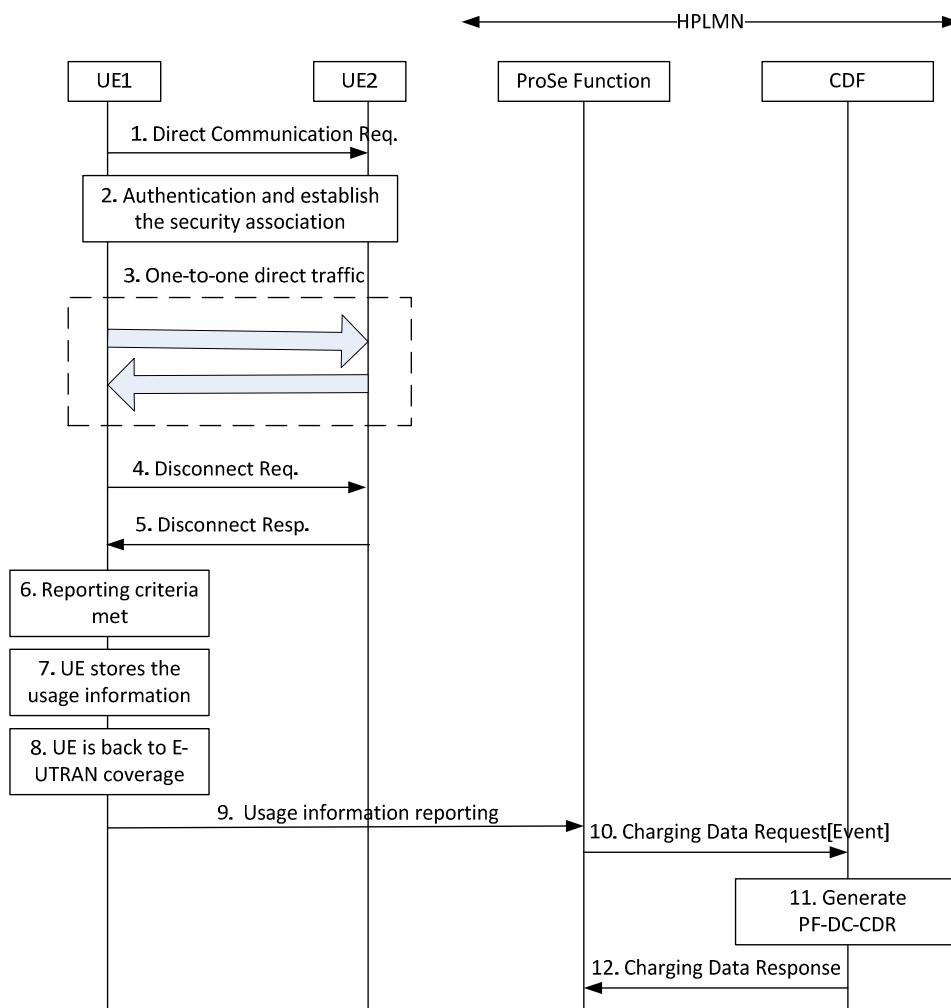 HPLMN
UE1
UE2
ProSe Function
CDF
1. Direct Communication Req.
2. Authentication and establish
the security association
3. One-to-one direct traffic
4. Disconnect Req.
5. Disconnect Resp.
6. Reporting criteria
met
7. UE stores the
usage information
8. UE is back to E-
UTRAN coverage
9. Usage information reporting
10. Charging Data Request[Event]
11. Generate
PF-DC-CDR
12. Charging Data Response